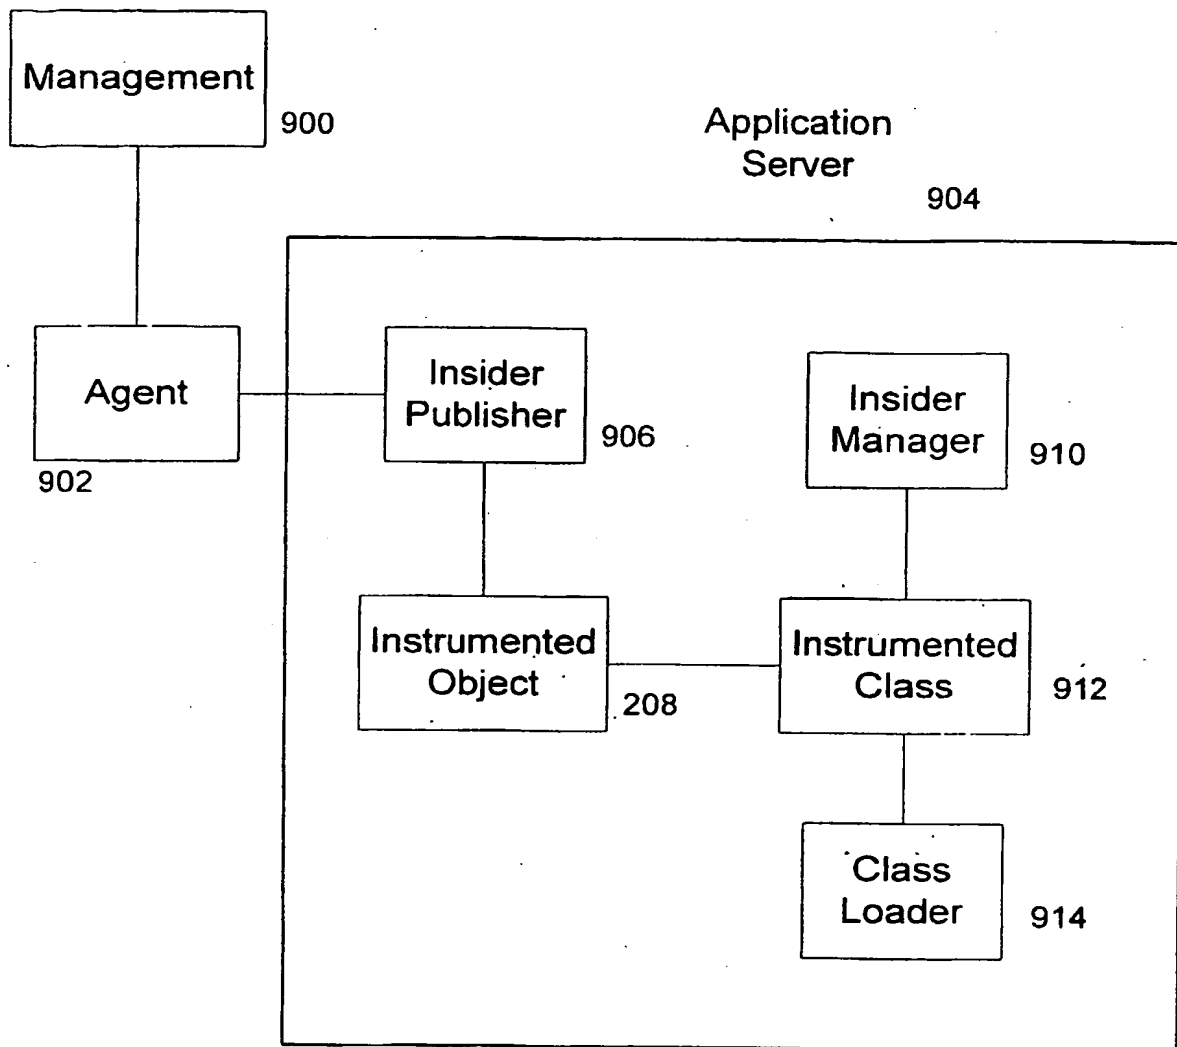 Management
900
Application
Server
904
Agent
902
Insider
Publisher
906
Insider
Manager
910
Instrumented
Object
208
Instrumented
Class
912
Class
Loader
914